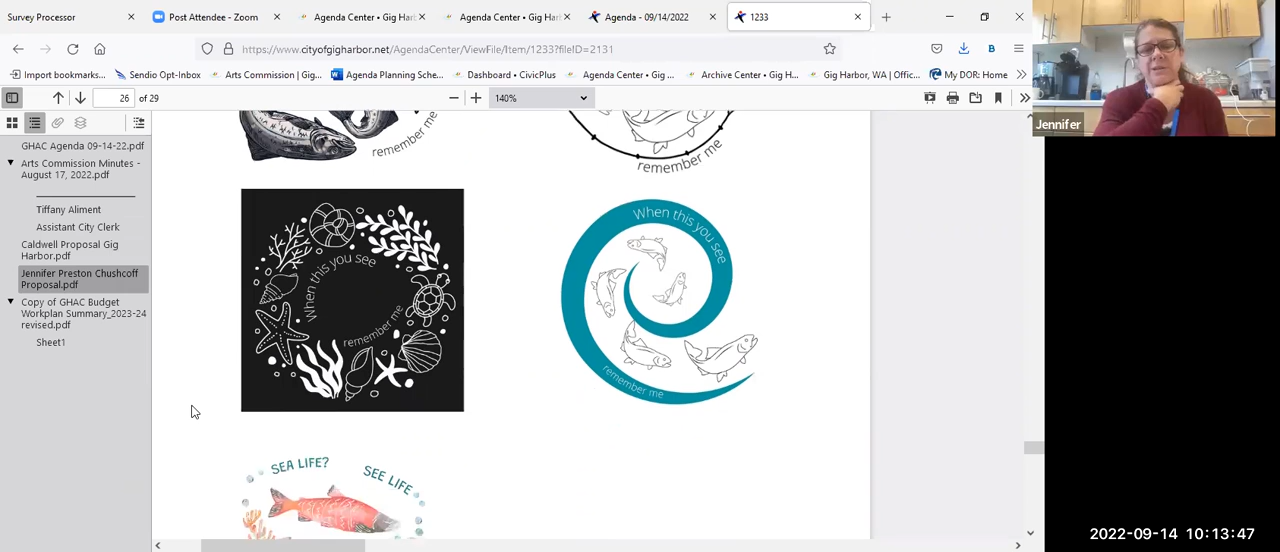 Survey Processor
Post Attendee - Zoom
Agenda Center • Gig Har
Agenda Center • Gig Har
Agenda - 09/14/2022
1233
https://www.cityofgigharbor.net/AgendaCenter/ViewFile/Item/1233?fileID=2131
Import bookmarks...
Sendio Opt-Inbox
Arts Commission | Gig...
Agenda Planning Sche...
Dashboard • CivicPlus
Agenda Center • Gig ...
Archive Center • Gig H...
Gig Harbor, WA | Offic...
My DOR: Home
26 of 29
140%
GHAC Agenda 09-14-22.pdf
Arts Commission Minutes -
August 17, 2022.pdf
Tiffany Aliment
Assistant City Clerk
Caldwell Proposal Gig
Harbor.pdf
Jennifer Preston Chushcoff
Proposal.pdf
Copy of GHAC Budget
Workplan Summary_2023-24
revised.pdf
Sheet1
remember me
remember me
When this you see
remember me
When this you see
remember me
SEA LIFE?
SEE LIFE
Jennifer
2022-09-14 10:13:47